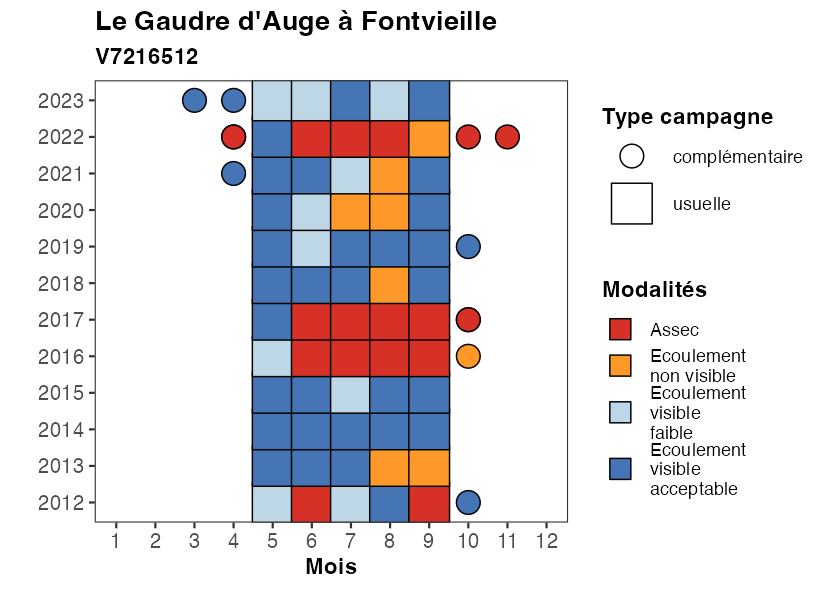 Le Gaudre d'Auge à Fontvieille
V7216512
2023
2022
2021
2020
2019
2018
2017
2016
2015
2014
2013
2012
1 2 3 4 5 6 7 8 9 10 11 12
Mois
Type campagne
complémentaire
usuelle
Modalités
Assec
Ecoulement
non visible
Ecoulement
visible
faible
Ecoulement
visible
acceptable